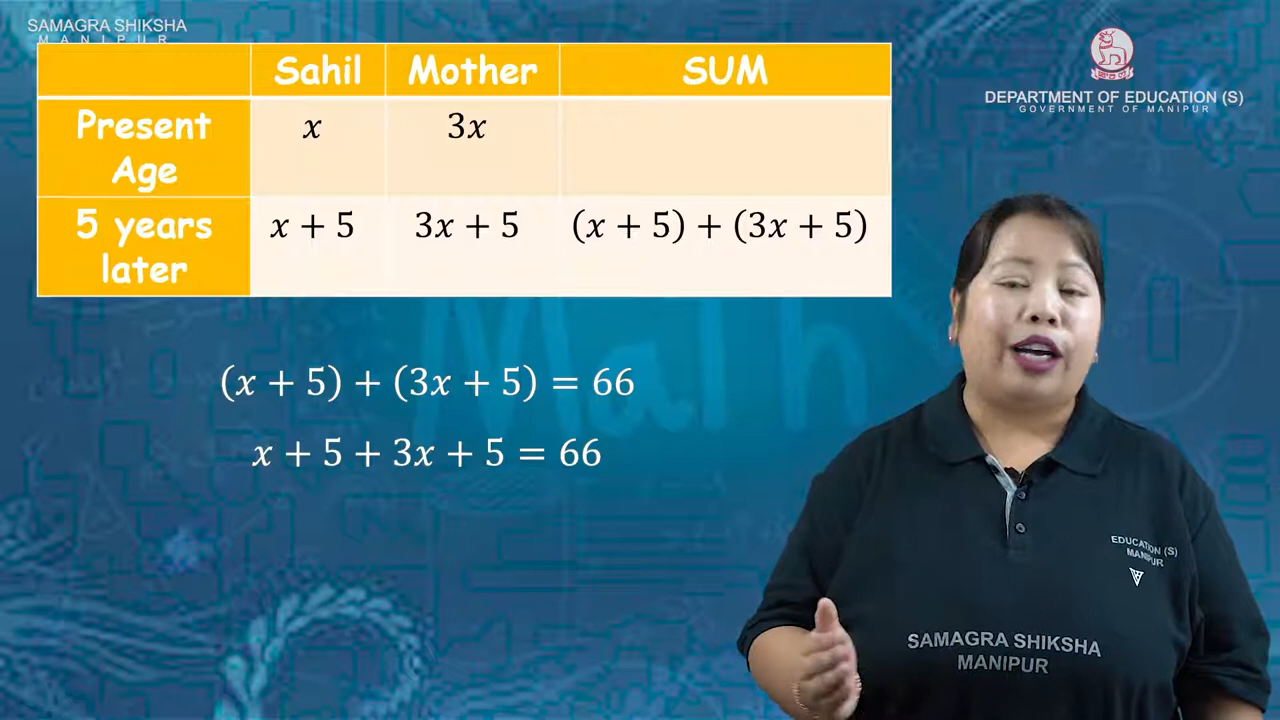 SAMAGRA SHIKSHA
MANIPUR
Sahil Mother SUM
Present Age x 3x
5 years later x + 5 3x + 5 (x + 5) + (3x + 5)
(x + 5) + (3x + 5) = 66
x + 5 + 3x + 5 = 66
Math
DEPARTMENT OF EDUCATION (S)
GOVERNMENT OF MANIPUR
EDUCATION (S)
MANIPUR
SAMAGRA SHIKSHA
MANIPUR